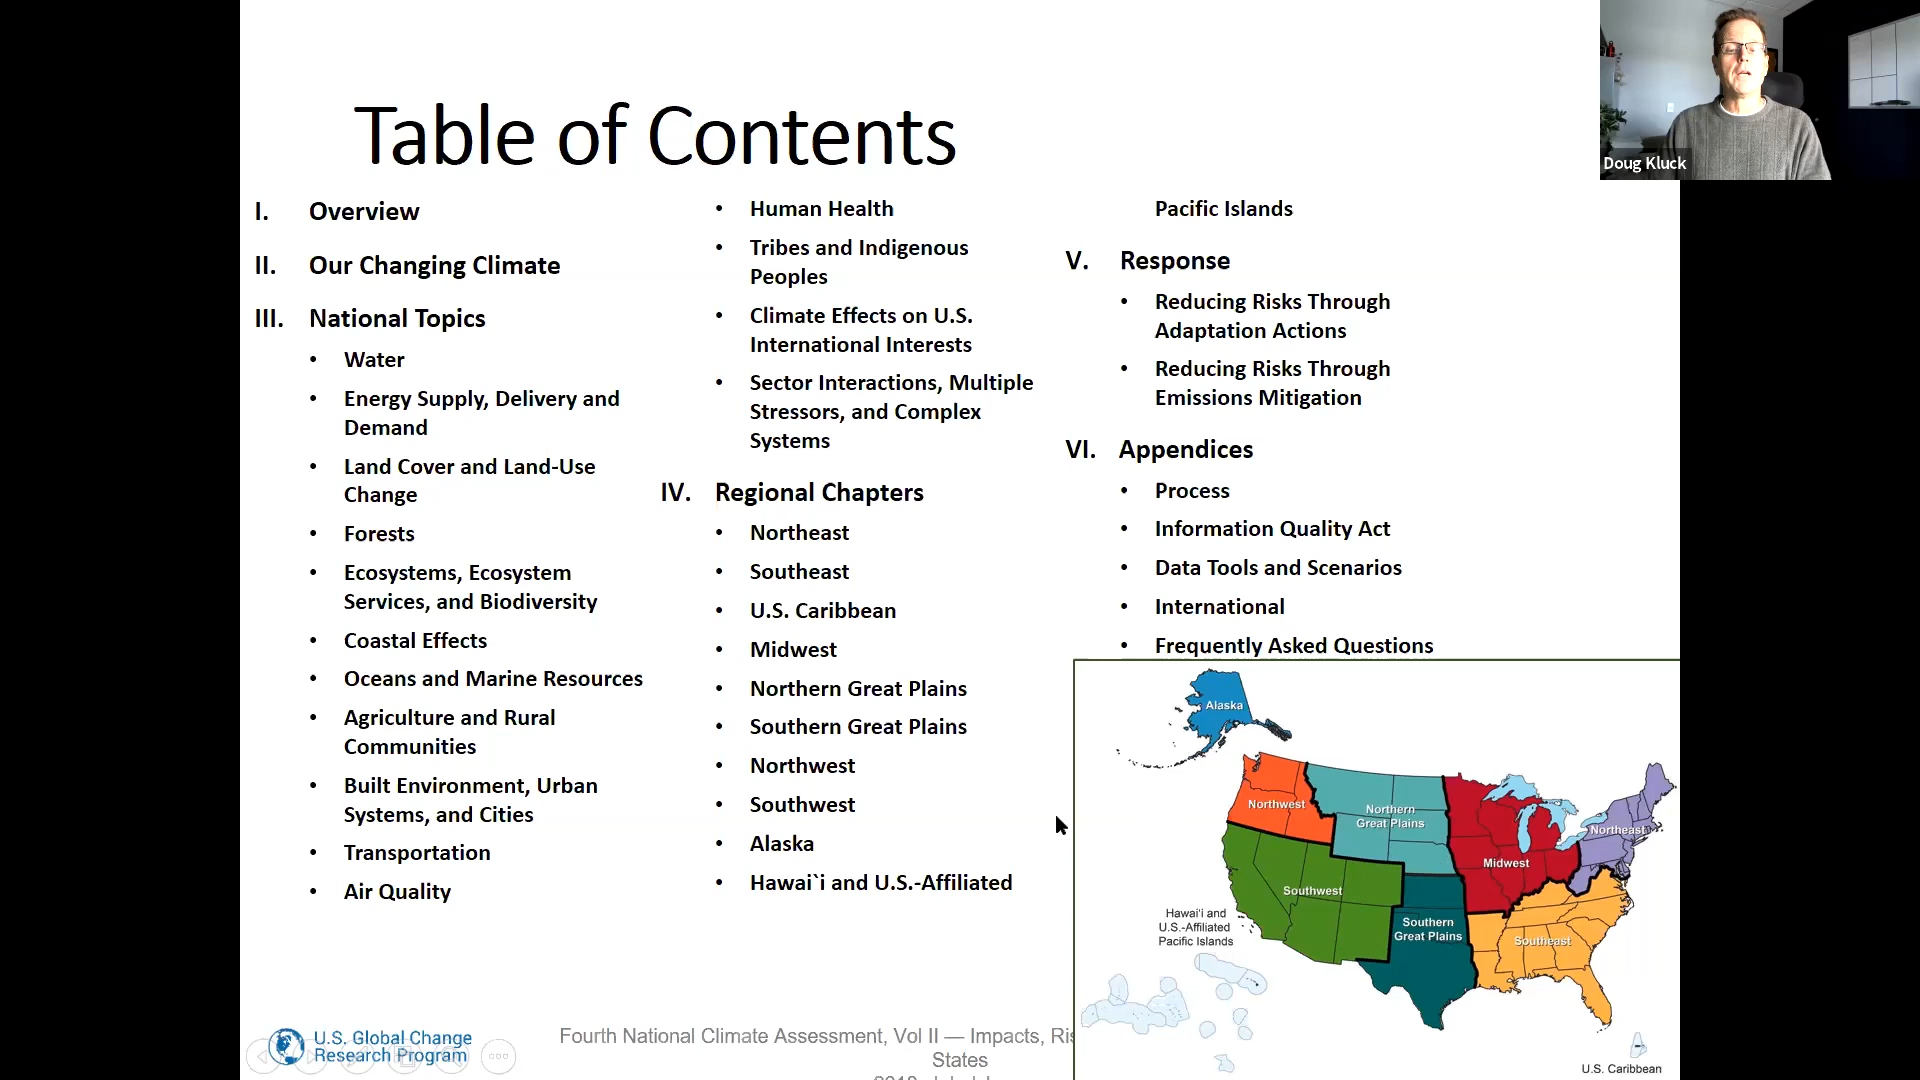 Table of Contents
Doug Kluck
I. Overview
II. Our Changing Climate
III. National Topics
• Water
• Energy Supply, Delivery and
Demand
• Land Cover and Land-Use
Change
• Forests
• Ecosystems, Ecosystem
Services, and Biodiversity
• Coastal Effects
• Oceans and Marine Resources
• Agriculture and Rural
Communities
• Built Environment, Urban
Systems, and Cities
• Transportation
• Air Quality
• Human Health
• Tribes and Indigenous
Peoples
• Climate Effects on U.S.
International Interests
• Sector Interactions, Multiple
Stressors, and Complex
Systems
IV. Regional Chapters
• Northeast
• Southeast
• U.S. Caribbean
• Midwest
• Northern Great Plains
• Southern Great Plains
• Northwest
• Southwest
• Alaska
• Hawai`i and U.S.-Affiliated
Pacific Islands
V. Response
• Reducing Risks Through
Adaptation Actions
• Reducing Risks Through
Emissions Mitigation
VI. Appendices
• Process
• Information Quality Act
• Data Tools and Scenarios
• International
• Frequently Asked Questions
Alaska
Northwest
Northern
Great Plains
Midwest
Northeast
Southwest
Southern
Great Plains
Southeast
Hawai‘i and
U.S.-Affiliated
Pacific Islands
U.S. Caribbean
U.S. Global Change
Research Program
Fourth National Climate Assessment, Vol II — Impacts,
States